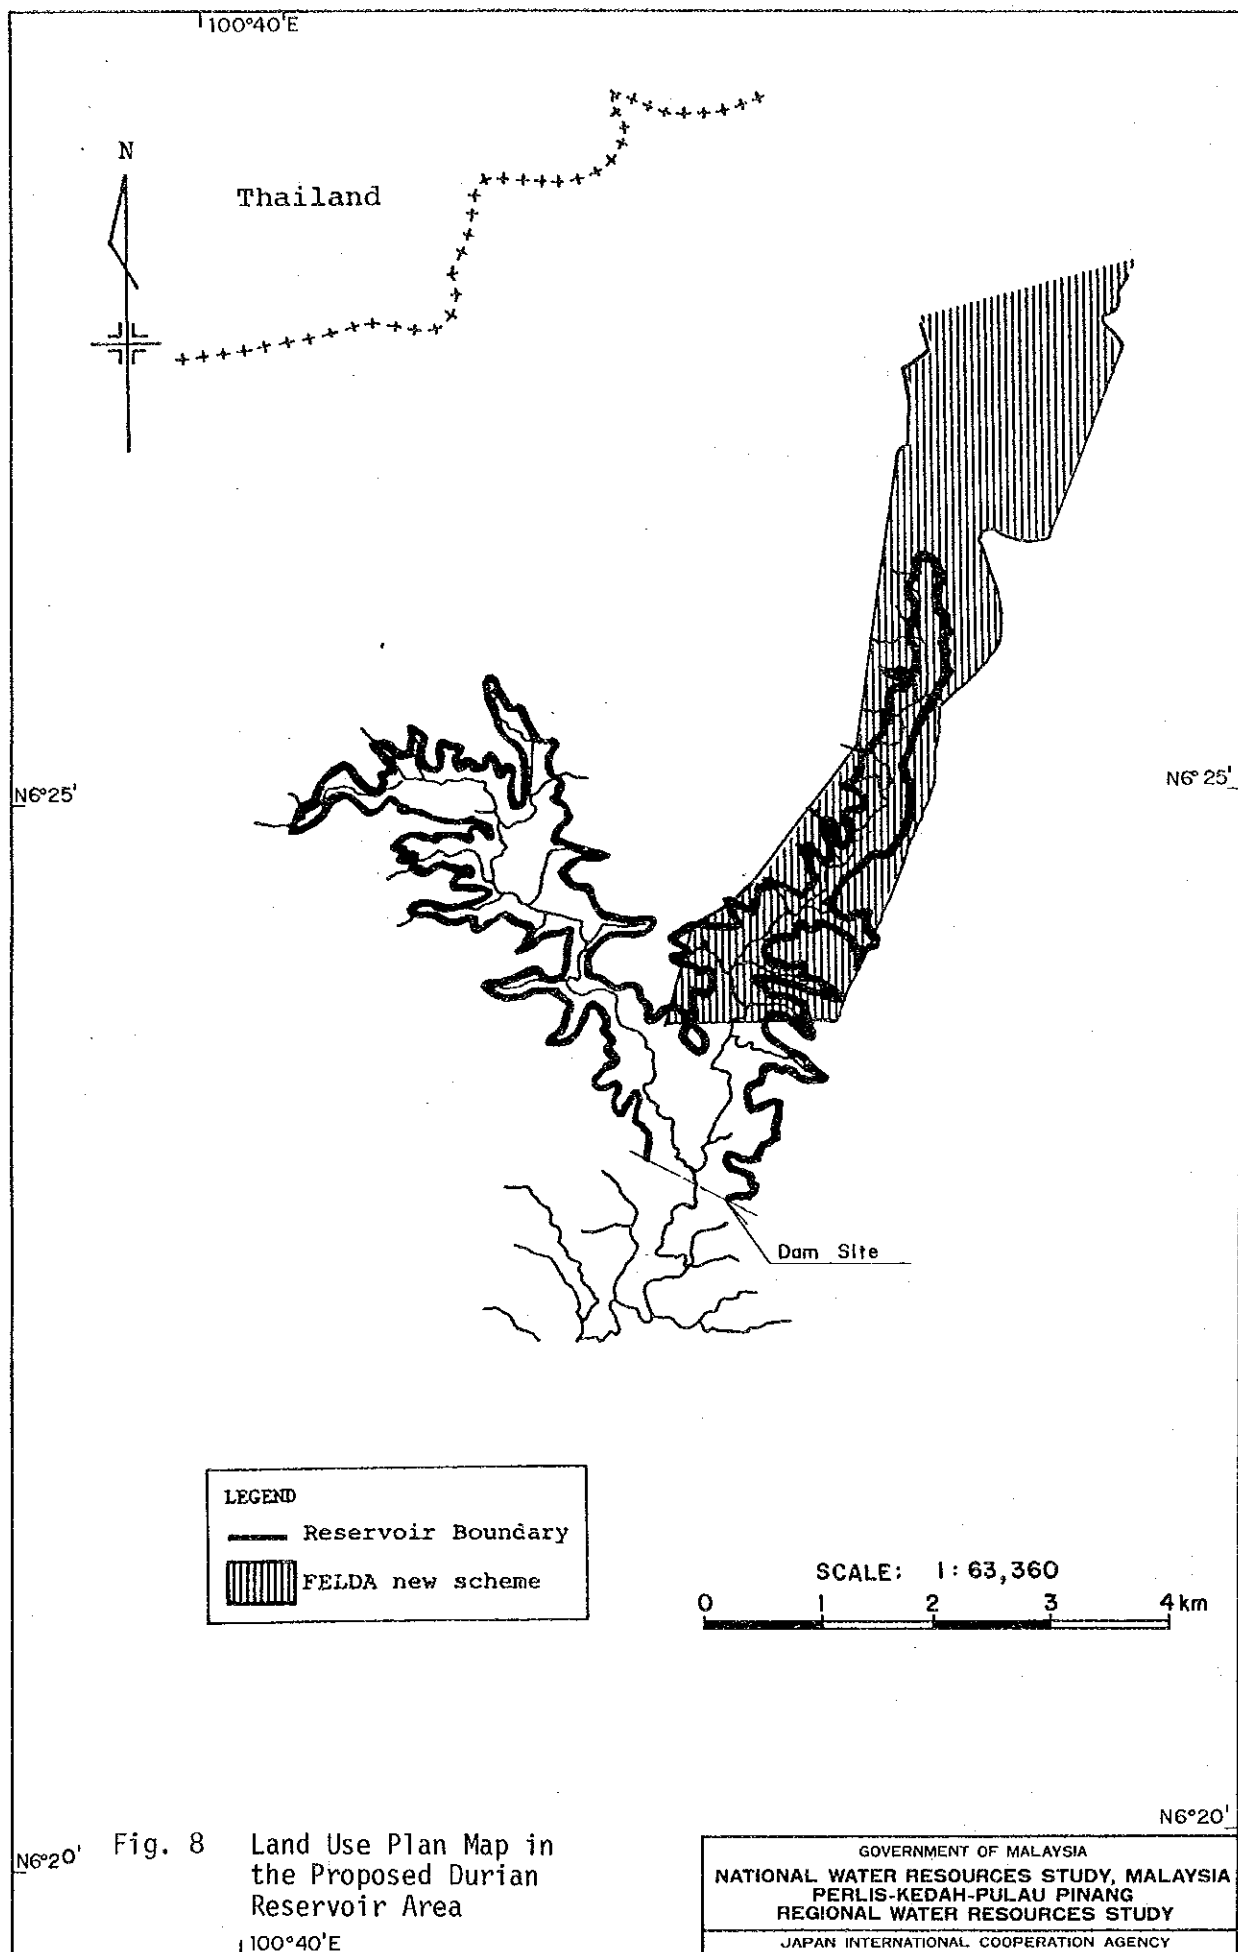 100°40'E
N
Thailand
N6°25'
N6°25'
Dam Site
LEGEND
Reservoir Boundary
FELDA new scheme
SCALE: 1:63,360
0 1 2 3 4 km
N6°20'
N6°20'
Fig. 8 Land Use Plan Map in
the Proposed Durian
Reservoir Area
100°40'E
GOVERNMENT OF MALAYSIA
NATIONAL WATER RESOURCES STUDY, MALAYSIA
PERLIS-KEDAH-PULAU PINANG
REGIONAL WATER RESOURCES STUDY
JAPAN INTERNATIONAL COOPERATION AGENCY